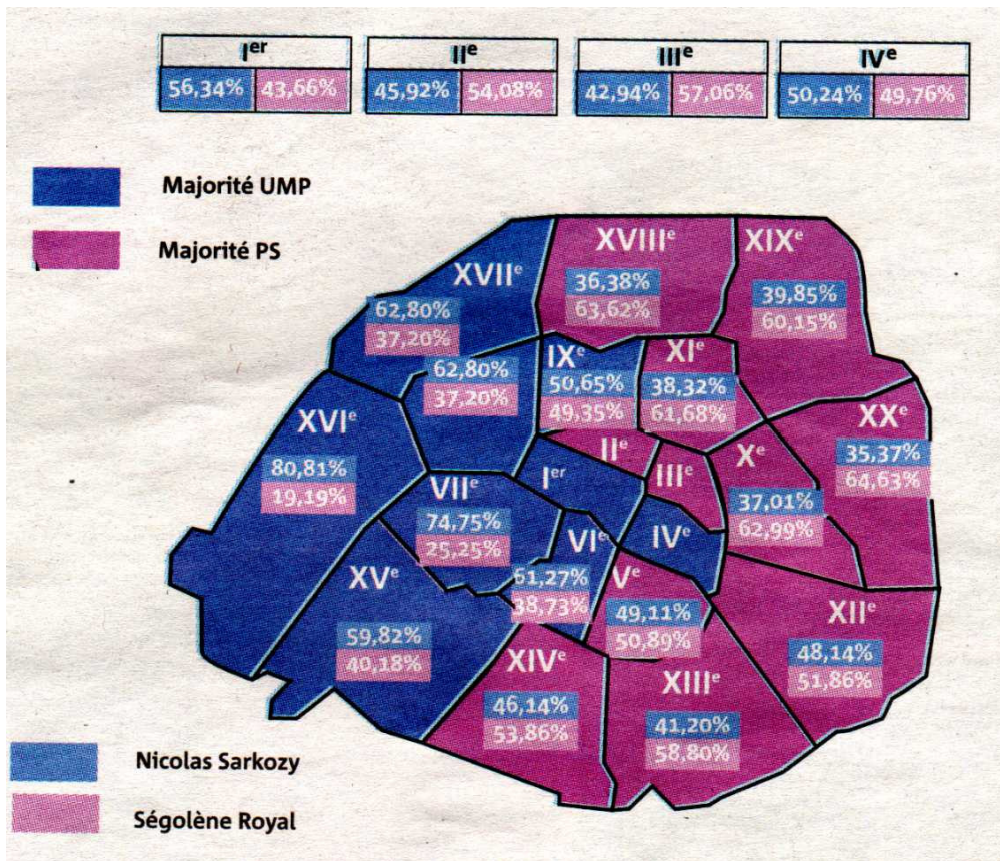 Ier
IIe
IIIe
IVe
56,34% 43,66%
45,92% 54,08%
42,94% 57,06%
50,24% 49,76%
Majorité UMP
Majorité PS
XVIIe
62,80%
37,20%
XVIIIe
36,38%
63,62%
XIXe
39,85%
60,15%
62,80%
37,20%
IXe
50,65%
49,35%
XIe
38,32%
61,68%
XXe
35,37%
64,63%
XVIe
80,81%
19,19%
VIIe
74,75%
25,25%
Ier
IIe
IIIe
Xe
37,01%
62,99%
IVe
VIe
61,27%
38,73%
Ve
49,11%
50,89%
XVe
59,82%
40,18%
XIIe
48,14%
51,86%
XIVe
46,14%
53,86%
XIIIe
41,20%
58,80%
Nicolas Sarkozy
Ségolène Royal